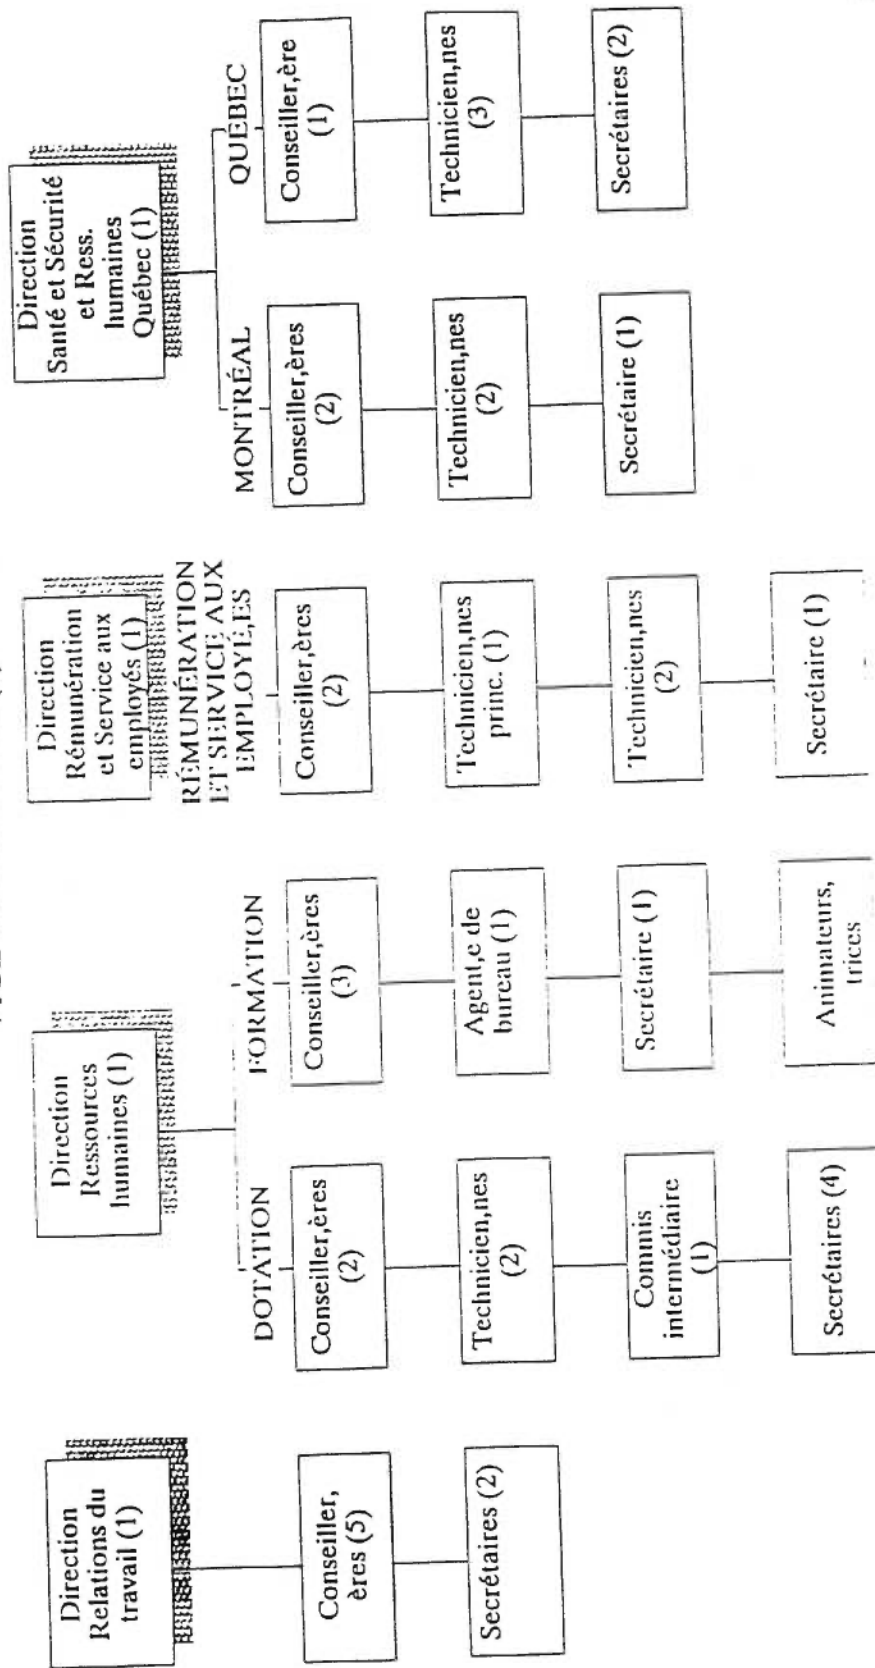 Direction
Relations du
travail (1)
Conseiller,
ères (5)
Secrétaires (2)
Direction
Ressources
humaines (1)
DOTATION
Conseiller,ères
(2)
Technicien,nes
(2)
Commis
intermédiaire
(1)
Secrétaires (4)
FORMATION
Conseiller,ères
(3)
Agent,e de
bureau (1)
Secrétaire (1)
Animateurs,
trices
Direction
Rémunération
et Service aux
employés (1)
RÉMUNÉRATION
ET SERVICE AUX
EMPLOYÉ,ES
Conseiller,ères
(2)
Technicien,nes
princ. (1)
Technicien,nes
(2)
Secrétaire (1)
Direction
Santé et Sécurité
et Ress.
humaines
Québec (1)
MONTRÉAL
Conseiller,ères
(2)
Technicien,nes
(2)
Secrétaire (1)
QUÉBEC
Conseiller,ère
(1)
Technicien,nes
(3)
Secrétaires (2)